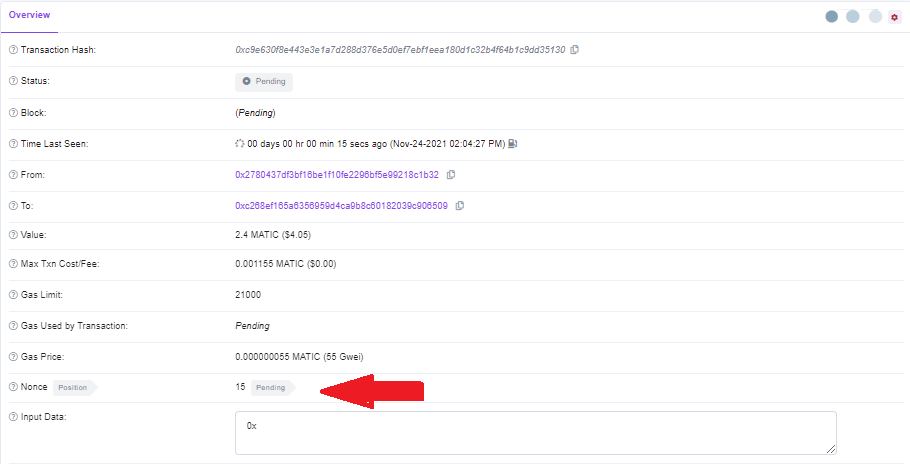 Overview
Transaction Hash: 0xc9e630f8e443e3e1a7d288d376e5d0ef7ebf1eea180d1c32b4f64b1c9dd35130
Status: Pending
Block: (Pending)
Time Last Seen: 00 days 00 hr 00 min 15 secs ago (Nov-24-2021 02:04:27 PM)
From: 0x2780437df3bf16be1f10fe2296bf5e99218c1b32
To: 0xc268ef165a6356959d4ca9b8c60182039c906509
Value: 2.4 MATIC ($4.05)
Max Txn Cost/Fee: 0.001155 MATIC ($0.00)
Gas Limit: 21000
Gas Used by Transaction: Pending
Gas Price: 0.000000055 MATIC (55 Gwei)
Nonce Position 15 Pending
Input Data: 0x